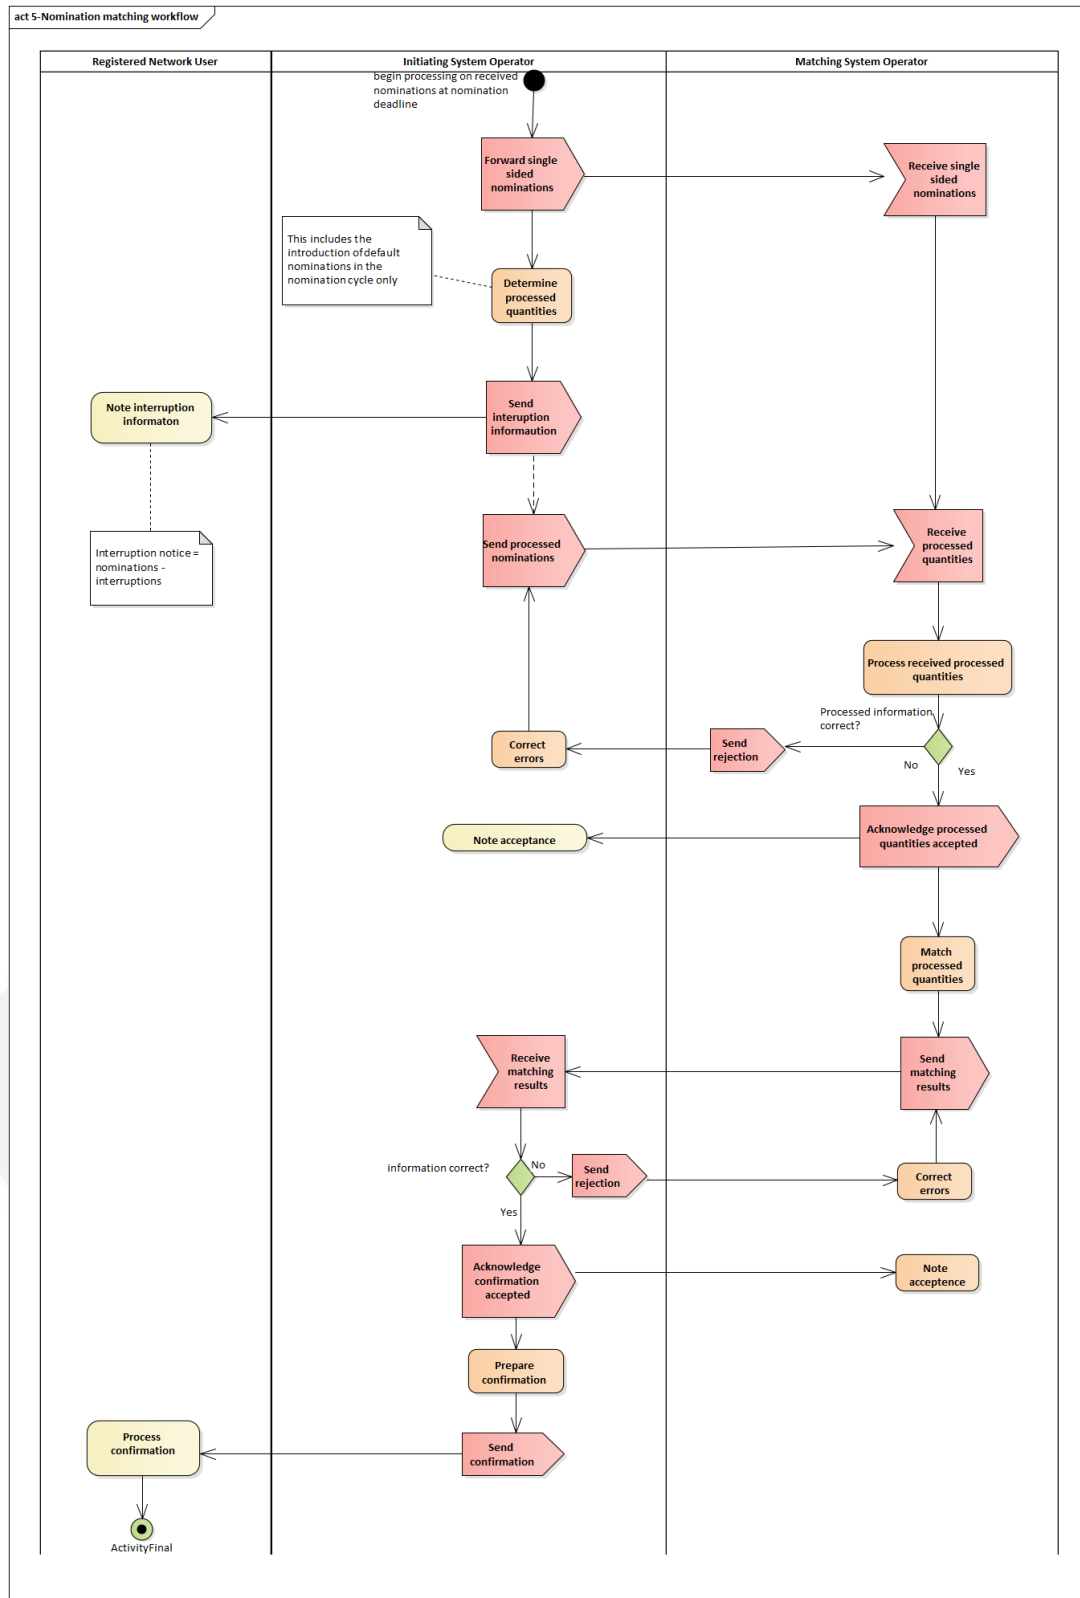 act 5-Nomination matching workflow
Registered Network User
Initiating System Operator
Matching System Operator
begin processing on received
nominations at nomination
deadline
Forward single
sided
nominations
Receive single
sided
nominations
This includes the
introduction of default
nominations in the
nomination cycle only
Determine
processed
quantities
Send
interuption
informaution
Note interruption
informaton
Interruption notice =
nominations -
interruptions
Send processed
nominations
Receive
processed
quantities
Process received processed
quantities
Processed information
correct?
No
Yes
Send
rejection
Correct
errors
Acknowledge processed
quantities accepted
Note acceptance
Match
processed
quantities
Send
matching
results
Receive
matching
results
information correct?
No
Yes
Send
rejection
Correct
errors
Acknowledge
confirmation
accepted
Note
acceptence
Prepare
confirmation
Send
confirmation
Process
confirmation
ActivityFinal